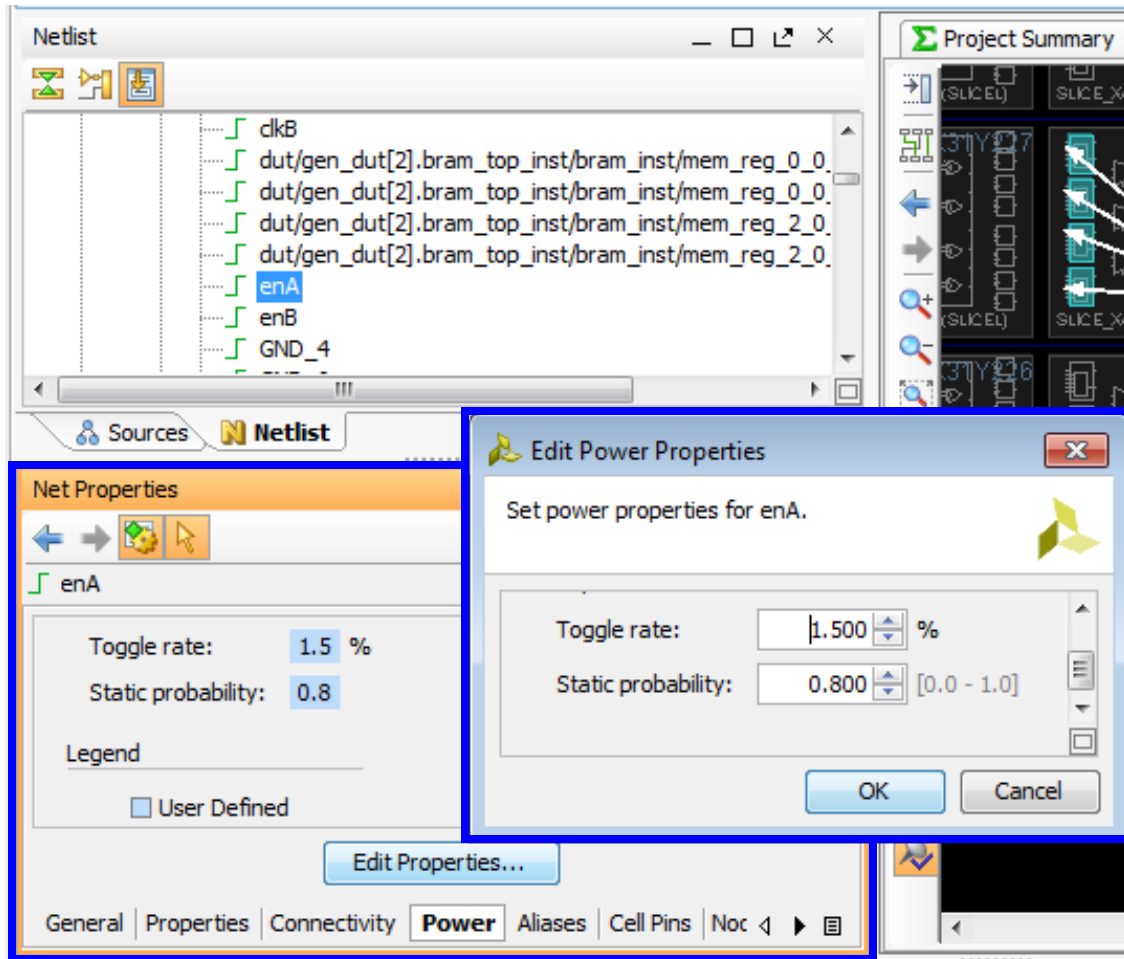 Netlist
Project Summary
clkB
dut/gen_dut[2].bram_top_inst/bram_inst/mem_reg_0_0_
dut/gen_dut[2].bram_top_inst/bram_inst/mem_reg_0_0_
dut/gen_dut[2].bram_top_inst/bram_inst/mem_reg_2_0_
dut/gen_dut[2].bram_top_inst/bram_inst/mem_reg_2_0_
enA
enB
GND_4
Sources
Netlist
(SLICEL)
SLICE_X
(SLICEL)
SLICE_X
Net Properties
enA
Toggle rate: 1.5 %
Static probability: 0.8
Legend
User Defined
Edit Properties...
General Properties Connectivity Power Aliases Cell Pins Noc
Edit Power Properties
Set power properties for enA.
Toggle rate: 1.500 %
Static probability: 0.800 [0.0 - 1.0]
OK Cancel